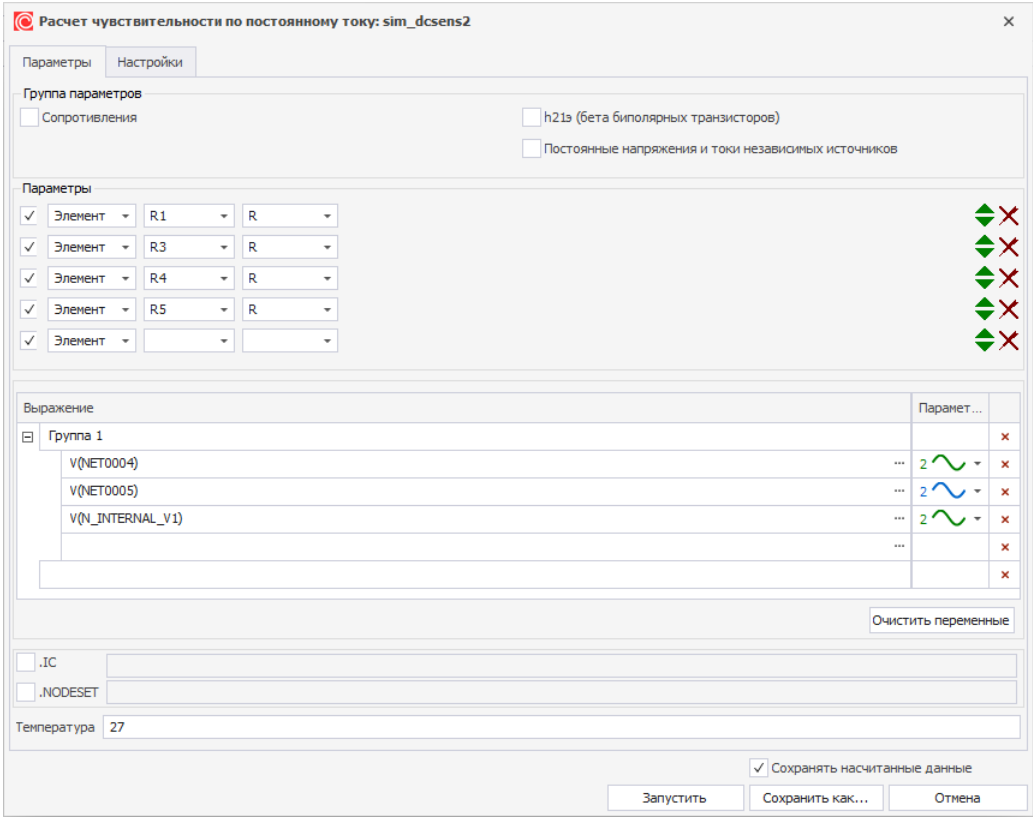 Расчет чувствительности по постоянному току: sim_dcsens2
Параметры Настройки
Группа параметров
Сопротивления h21э (бета биполярных транзисторов)
Постоянные напряжения и токи независимых источников
Параметры
Элемент R1 R
Элемент R3 R
Элемент R4 R
Элемент R5 R
Элемент
Выражение Парамет...
Группа 1
V(NET0004) ... 2
V(NET0005) ... 2
V(N_INTERNAL_V1) ... 2
...
Очистить переменные
.IC
.NODESET
Температура 27
Сохранять насчитанные данные
Запустить Сохранить как... Отмена